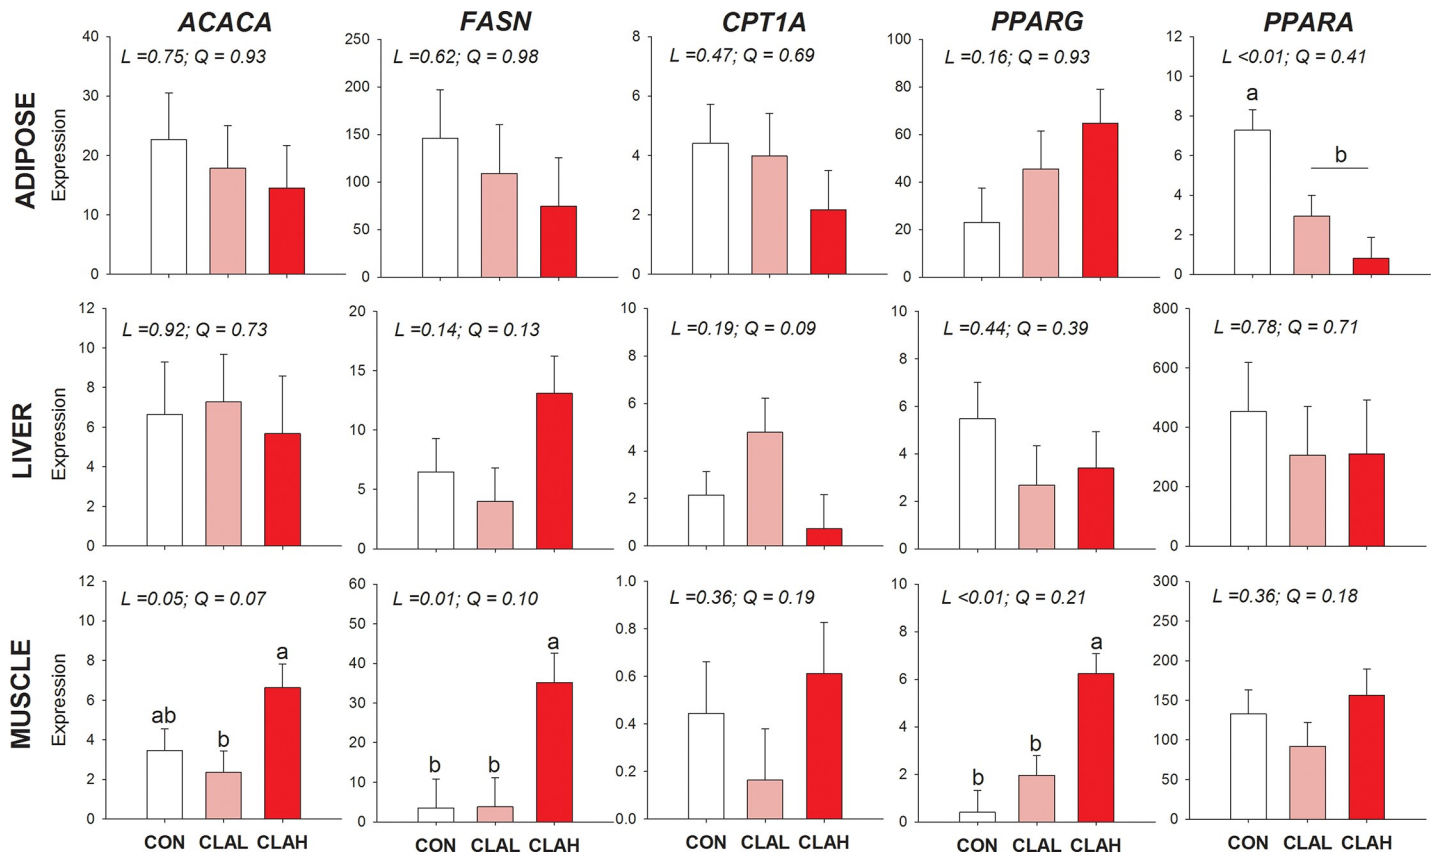 ACACA FASN CPT1A PPARG PPARA
ADIPOSE
Expression
40
30
20
10
0
L =0.75; Q = 0.93
250
200
150
100
50
0
L =0.62; Q = 0.98
8
6
4
2
0
L =0.47; Q = 0.69
100
80
60
40
20
0
L =0.16; Q = 0.93
12
10
8
6
4
2
0
L <0.01; Q = 0.41
a
b
LIVER
Expression
12
10
8
6
4
2
0
L =0.92; Q = 0.73
20
15
10
5
0
L =0.14; Q = 0.13
10
8
6
4
2
0
L =0.19; Q = 0.09
10
8
6
4
2
0
L =0.44; Q = 0.39
800
600
400
200
0
L =0.78; Q = 0.71
MUSCLE
Expression
12
10
8
6
4
2
0
L =0.05; Q = 0.07
ab
b
a
60
50
40
30
20
10
0
L =0.01; Q = 0.10
b
b
a
1.0
0.8
0.6
0.4
0.2
0.0
L =0.36; Q = 0.19
10
8
6
4
2
0
L <0.01; Q = 0.21
b
b
a
300
250
200
150
100
50
0
L =0.36; Q = 0.18
CON CLAL CLAH
CON CLAL CLAH
CON CLAL CLAH
CON CLAL CLAH
CON CLAL CLAH